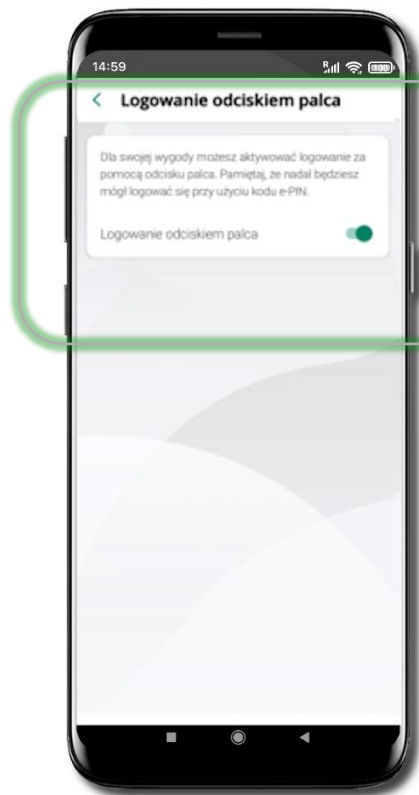 14:59
R
100
Logowanie odciskiem palca
Dla swojej wygody możesz aktywować logowanie za
pomocą odcisku palca. Pamiętaj, że nadal będziesz
mógł logować się przy użyciu kodu e-PIN.
Logowanie odciskiem palca